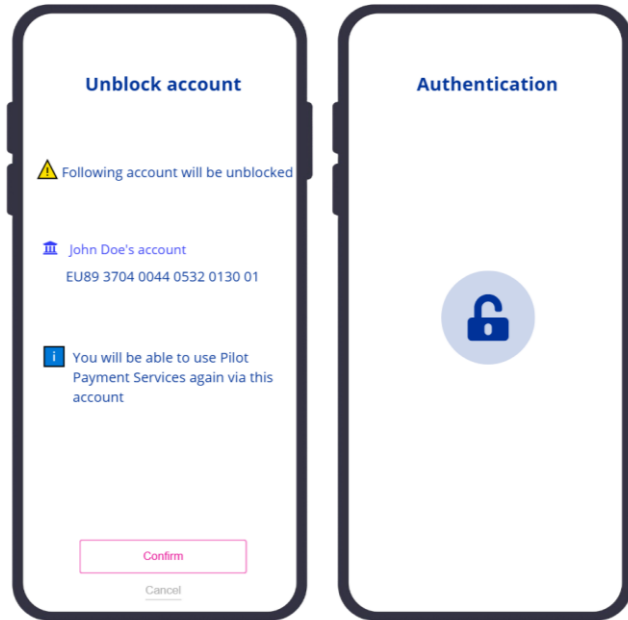 Unblock account
Following account will be unblocked
John Doe's account
EU89 3704 0044 0532 0130 01
You will be able to use Pilot
Payment Services again via this
account
Confirm
Cancel
Authentication